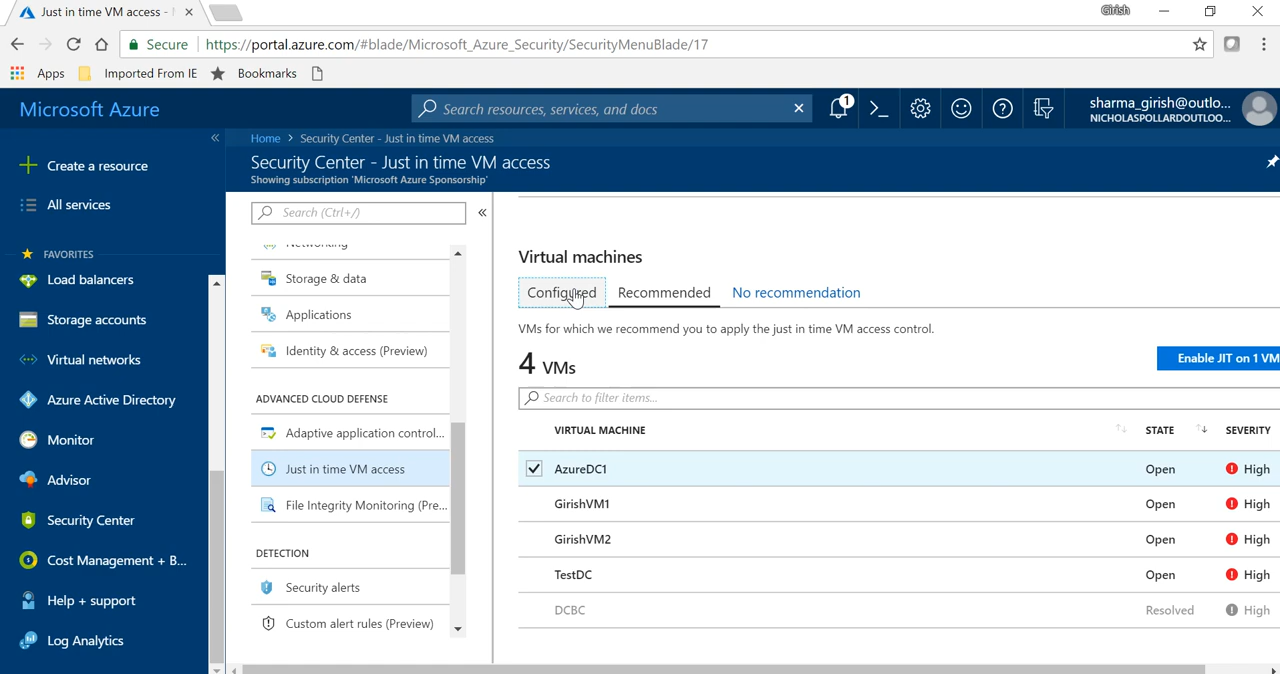 Just in time VM access -
Girish
Secure
https://portal.azure.com/#blade/Microsoft_Azure_Security/SecurityMenuBlade/17
Apps
Imported From IE
Bookmarks
Microsoft Azure
Search resources, services, and docs
1
sharma_girish@outlo...
NICHOLASPOLLARDOUTLOO...
Create a resource
All services
FAVORITES
Load balancers
Storage accounts
Virtual networks
Azure Active Directory
Monitor
Advisor
Security Center
Cost Management + B...
Help + support
Log Analytics
Home > Security Center - Just in time VM access
Security Center - Just in time VM access
Showing subscription 'Microsoft Azure Sponsorship'
Search (Ctrl+/)
Networking
Storage & data
Applications
Identity & access (Preview)
ADVANCED CLOUD DEFENSE
Adaptive application control...
Just in time VM access
File Integrity Monitoring (Pre...
DETECTION
Security alerts
Custom alert rules (Preview)
Virtual machines
Configured Recommended No recommendation
VMs for which we recommend you to apply the just in time VM access control.
4 VMs
Enable JIT on 1 VM
Search to filter items...
VIRTUAL MACHINE STATE SEVERITY
AzureDC1 Open High
GirishVM1 Open High
GirishVM2 Open High
TestDC Open High
DCBC Resolved High